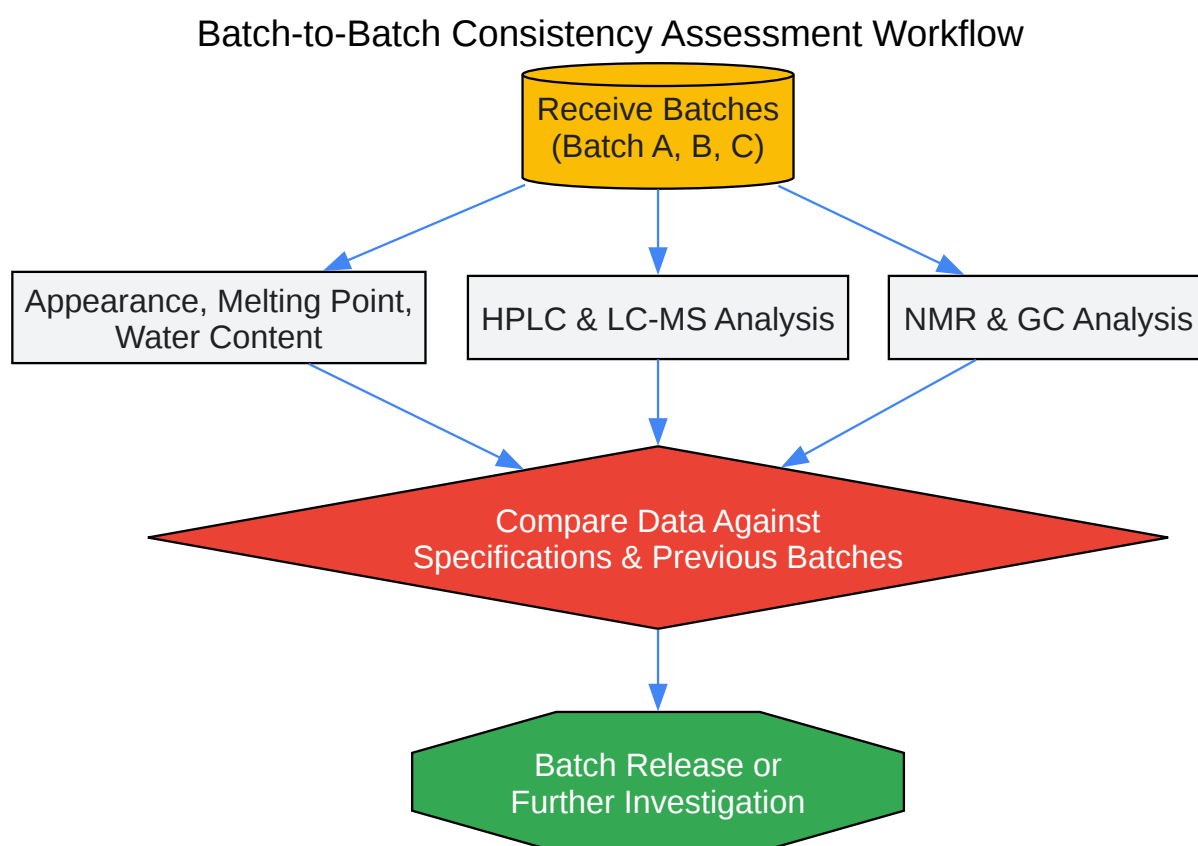 Batch-to-Batch Consistency Assessment Workflow
Receive Batches
(Batch A, B, C)
Appearance, Melting Point,
Water Content
HPLC & LC-MS Analysis
NMR & GC Analysis
Compare Data Against
Specifications & Previous Batches
Batch Release or
Further Investigation